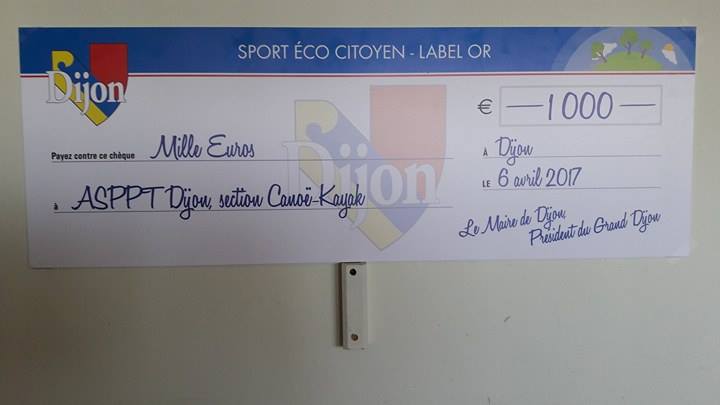 SPORT ÉCO CITOYEN - LABEL OR
Dijon
€ 1000
Payez contre ce chèque Mille Euros
À Dijon
LE 6 avril 2017
à ASPPT Dijon, section Canoë-Kayak
Dijon
Le Maire de Dijon,
Président du Grand Dijon